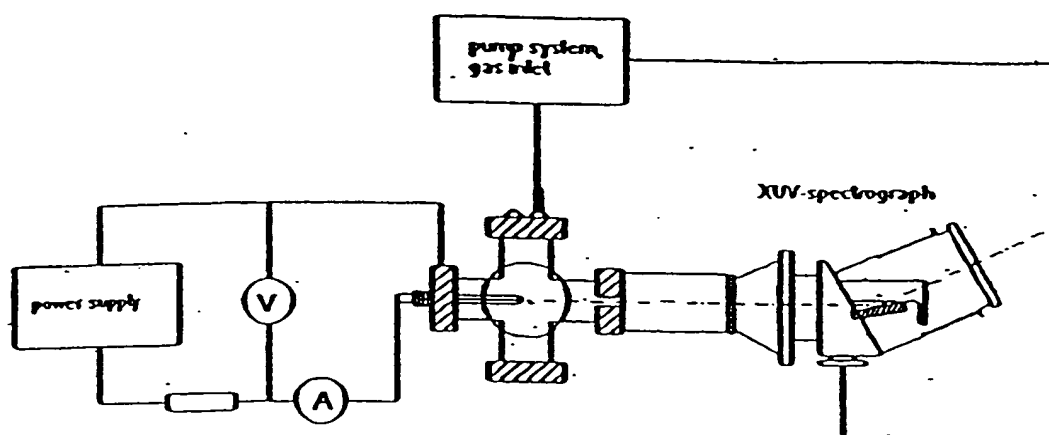 pump system,
gas inlet
XUV-spectrograph
power supply
V
A